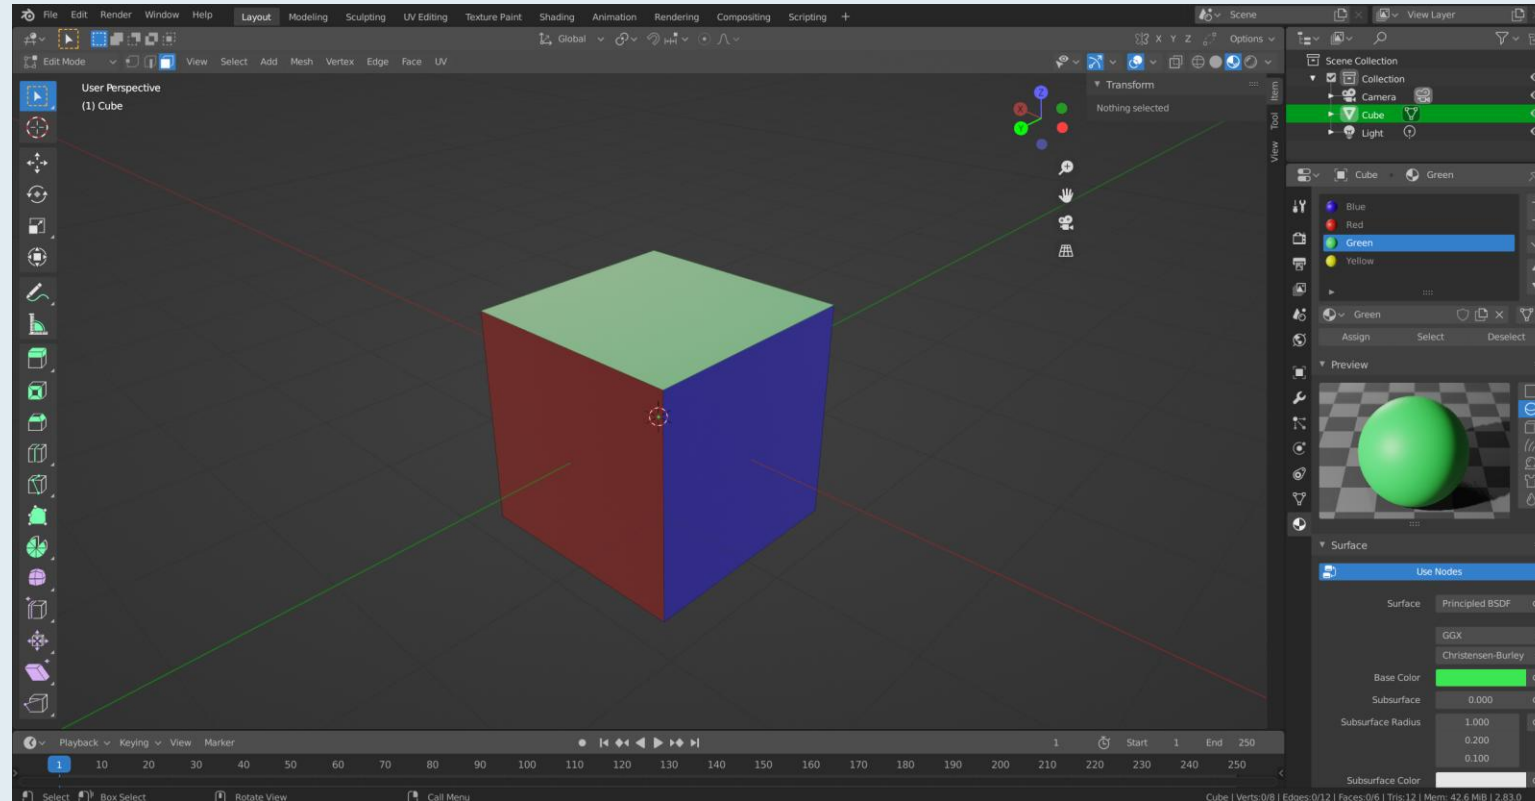 File Edit Render Window Help Layout Modeling Sculpting UV Editing Texture Paint Shading Animation Rendering Compositing Scripting + Scene View Layer
Global X Y Z Options
Edit Mode View Select Add Mesh Vertex Edge Face UV
User Perspective
(1) Cube
Z
X
Y
Transform
Nothing selected
Item
Tool
View
Scene Collection
Collection
Camera
Cube
Light
Cube Green
Blue
Red
Green
Yellow
Green
Assign Select Deselect
Preview
Surface
Use Nodes
Surface Principled BSDF
GGX
Christensen-Burley
Base Color
Subsurface 0.000
Subsurface Radius 1.000
0.200
0.100
Subsurface Color
Playback Keying View Marker 1 Start 1 End 250
1 10 20 30 40 50 60 70 80 90 100 110 120 130 140 150 160 170 180 190 200 210 220 230 240 250
Select Box Select Rotate View Call Menu Cube | Verts:0/8 | Edges:0/12 | Faces:0/6 | Tris:12 | Mem: 42.6 MiB | 2.83.0